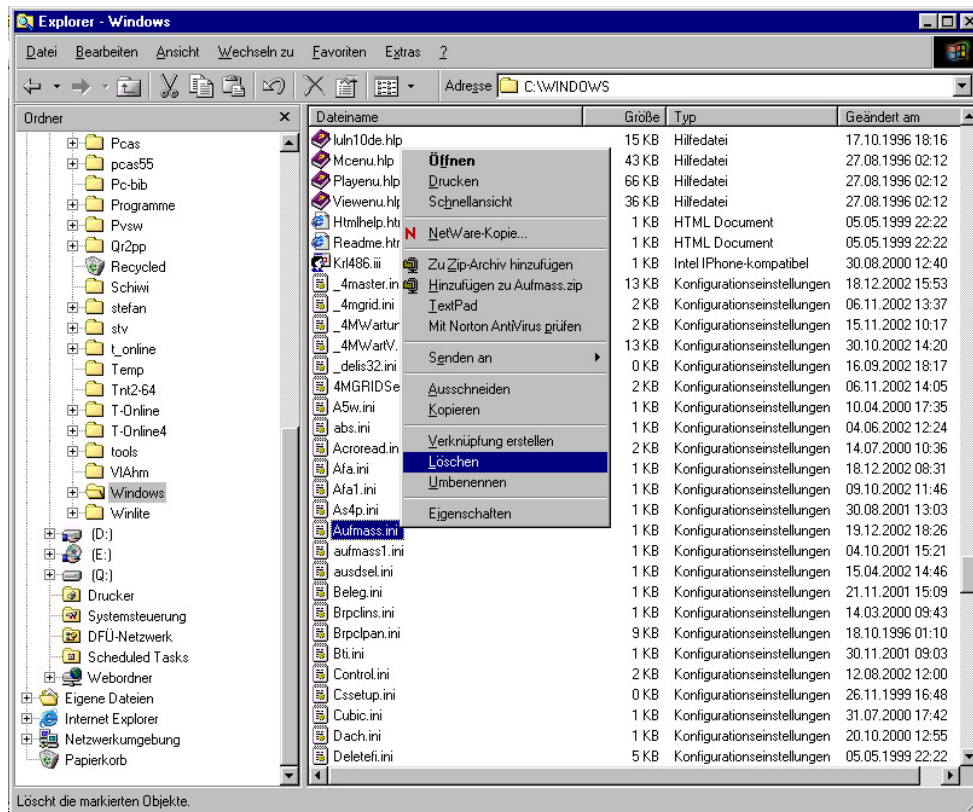 Explorer - Windows
Datei Bearbeiten Ansicht Wechseln zu Favoriten Extras ?
Adresse C:\WINDOWS
Ordner
Pcas
pcas55
Pc-bib
Programme
Pvsw
Qr2pp
Recycled
Schiwi
stefan
stv
t_online
Temp
Tnt2-64
T-Online
T-Online4
tools
VIAhm
Windows
Winlite
(D:)
(E:)
(Q:)
Drucker
Systemsteuerung
DFÜ-Netzwerk
Scheduled Tasks
Webordner
Eigene Dateien
Internet Explorer
Netzwerkumgebung
Papierkorb
Dateiname Größe Typ Geändert am
luln10de.hlp 15 KB Hilfedatei 17.10.1996 18:16
Mcenu.hlp 43 KB Hilfedatei 27.08.1996 02:12
Playenu.hlp 66 KB Hilfedatei 27.08.1996 02:12
Viewenu.hlp 36 KB Hilfedatei 27.08.1996 02:12
Htmlhelp.htm 1 KB HTML Document 05.05.1999 22:22
Readme.htm 1 KB HTML Document 05.05.1999 22:22
Krl486.iii 1 KB Intel IPhone-kompatibel 30.08.2000 12:40
_4master.in 13 KB Konfigurationseinstellungen 18.12.2002 15:53
_4mgrid.ini 2 KB Konfigurationseinstellungen 06.11.2002 13:37
_4MWartur 2 KB Konfigurationseinstellungen 15.11.2002 10:17
_4MWartV. 13 KB Konfigurationseinstellungen 30.10.2002 14:20
_delis32.ini 0 KB Konfigurationseinstellungen 16.09.2002 18:17
4MGRIDSe 2 KB Konfigurationseinstellungen 06.11.2002 14:05
A5w.ini 1 KB Konfigurationseinstellungen 10.04.2000 17:35
abs.ini 1 KB Konfigurationseinstellungen 04.06.2002 12:24
Acroread.in 2 KB Konfigurationseinstellungen 14.07.2000 10:36
Afa.ini 1 KB Konfigurationseinstellungen 18.12.2002 08:31
Afa1.ini 1 KB Konfigurationseinstellungen 09.10.2002 11:46
As4p.ini 1 KB Konfigurationseinstellungen 30.08.2001 13:03
Aufmass.ini 1 KB Konfigurationseinstellungen 19.12.2002 18:26
aufmass1.ini 1 KB Konfigurationseinstellungen 04.10.2001 15:21
ausdsel.ini 1 KB Konfigurationseinstellungen 15.04.2002 14:46
Beleg.ini 1 KB Konfigurationseinstellungen 21.11.2001 15:09
Brpclins.ini 1 KB Konfigurationseinstellungen 14.03.2000 09:43
Brpclpan.ini 9 KB Konfigurationseinstellungen 18.10.1996 01:10
Bti.ini 1 KB Konfigurationseinstellungen 30.11.2001 09:03
Control.ini 2 KB Konfigurationseinstellungen 12.08.2002 12:00
Cssetup.ini 0 KB Konfigurationseinstellungen 26.11.1999 16:48
Cubic.ini 1 KB Konfigurationseinstellungen 31.07.2000 17:42
Dach.ini 1 KB Konfigurationseinstellungen 20.10.2000 12:55
Deletefi.ini 5 KB Konfigurationseinstellungen 05.05.1999 22:22
Öffnen
Drucken
Schnellansicht
NetWare-Kopie...
Zu Zip-Archiv hinzufügen
Hinzufügen zu Aufmass.zip
TextPad
Mit Norton AntiVirus prüfen
Senden an
Ausschneiden
Kopieren
Verknüpfung erstellen
Löschen
Umbenennen
Eigenschaften
Löscht die markierten Objekte.